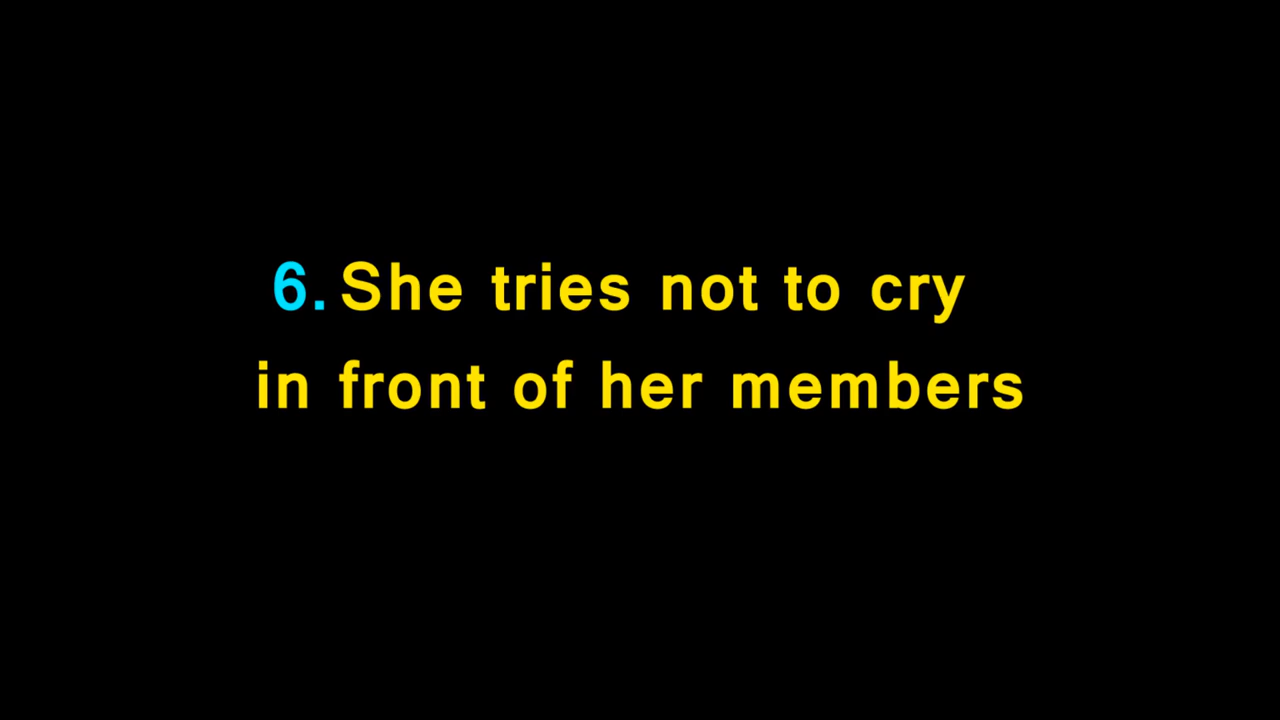 6. She tries not to cry
in front of her members